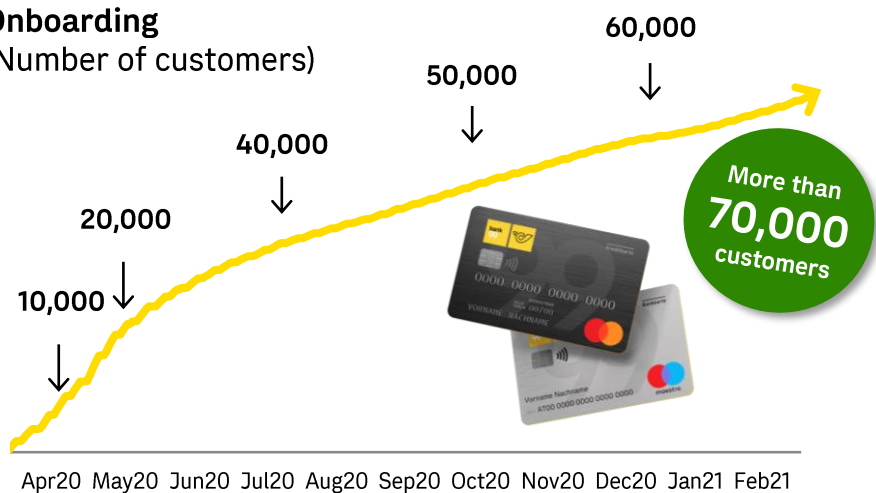 Onboarding
Number of customers)
60,000
50,000
40,000
20,000
10,000
More than
70,000
customers
bank
0000 0000 0000 0000
VORNAME NACHNAME
Vorname Nachname
AT00 0000 0000 0000 0000
maestro
Apr20 May20 Jun20 Jul20 Aug20 Sep20 Oct20 Nov20 Dec20 Jan21 Feb21